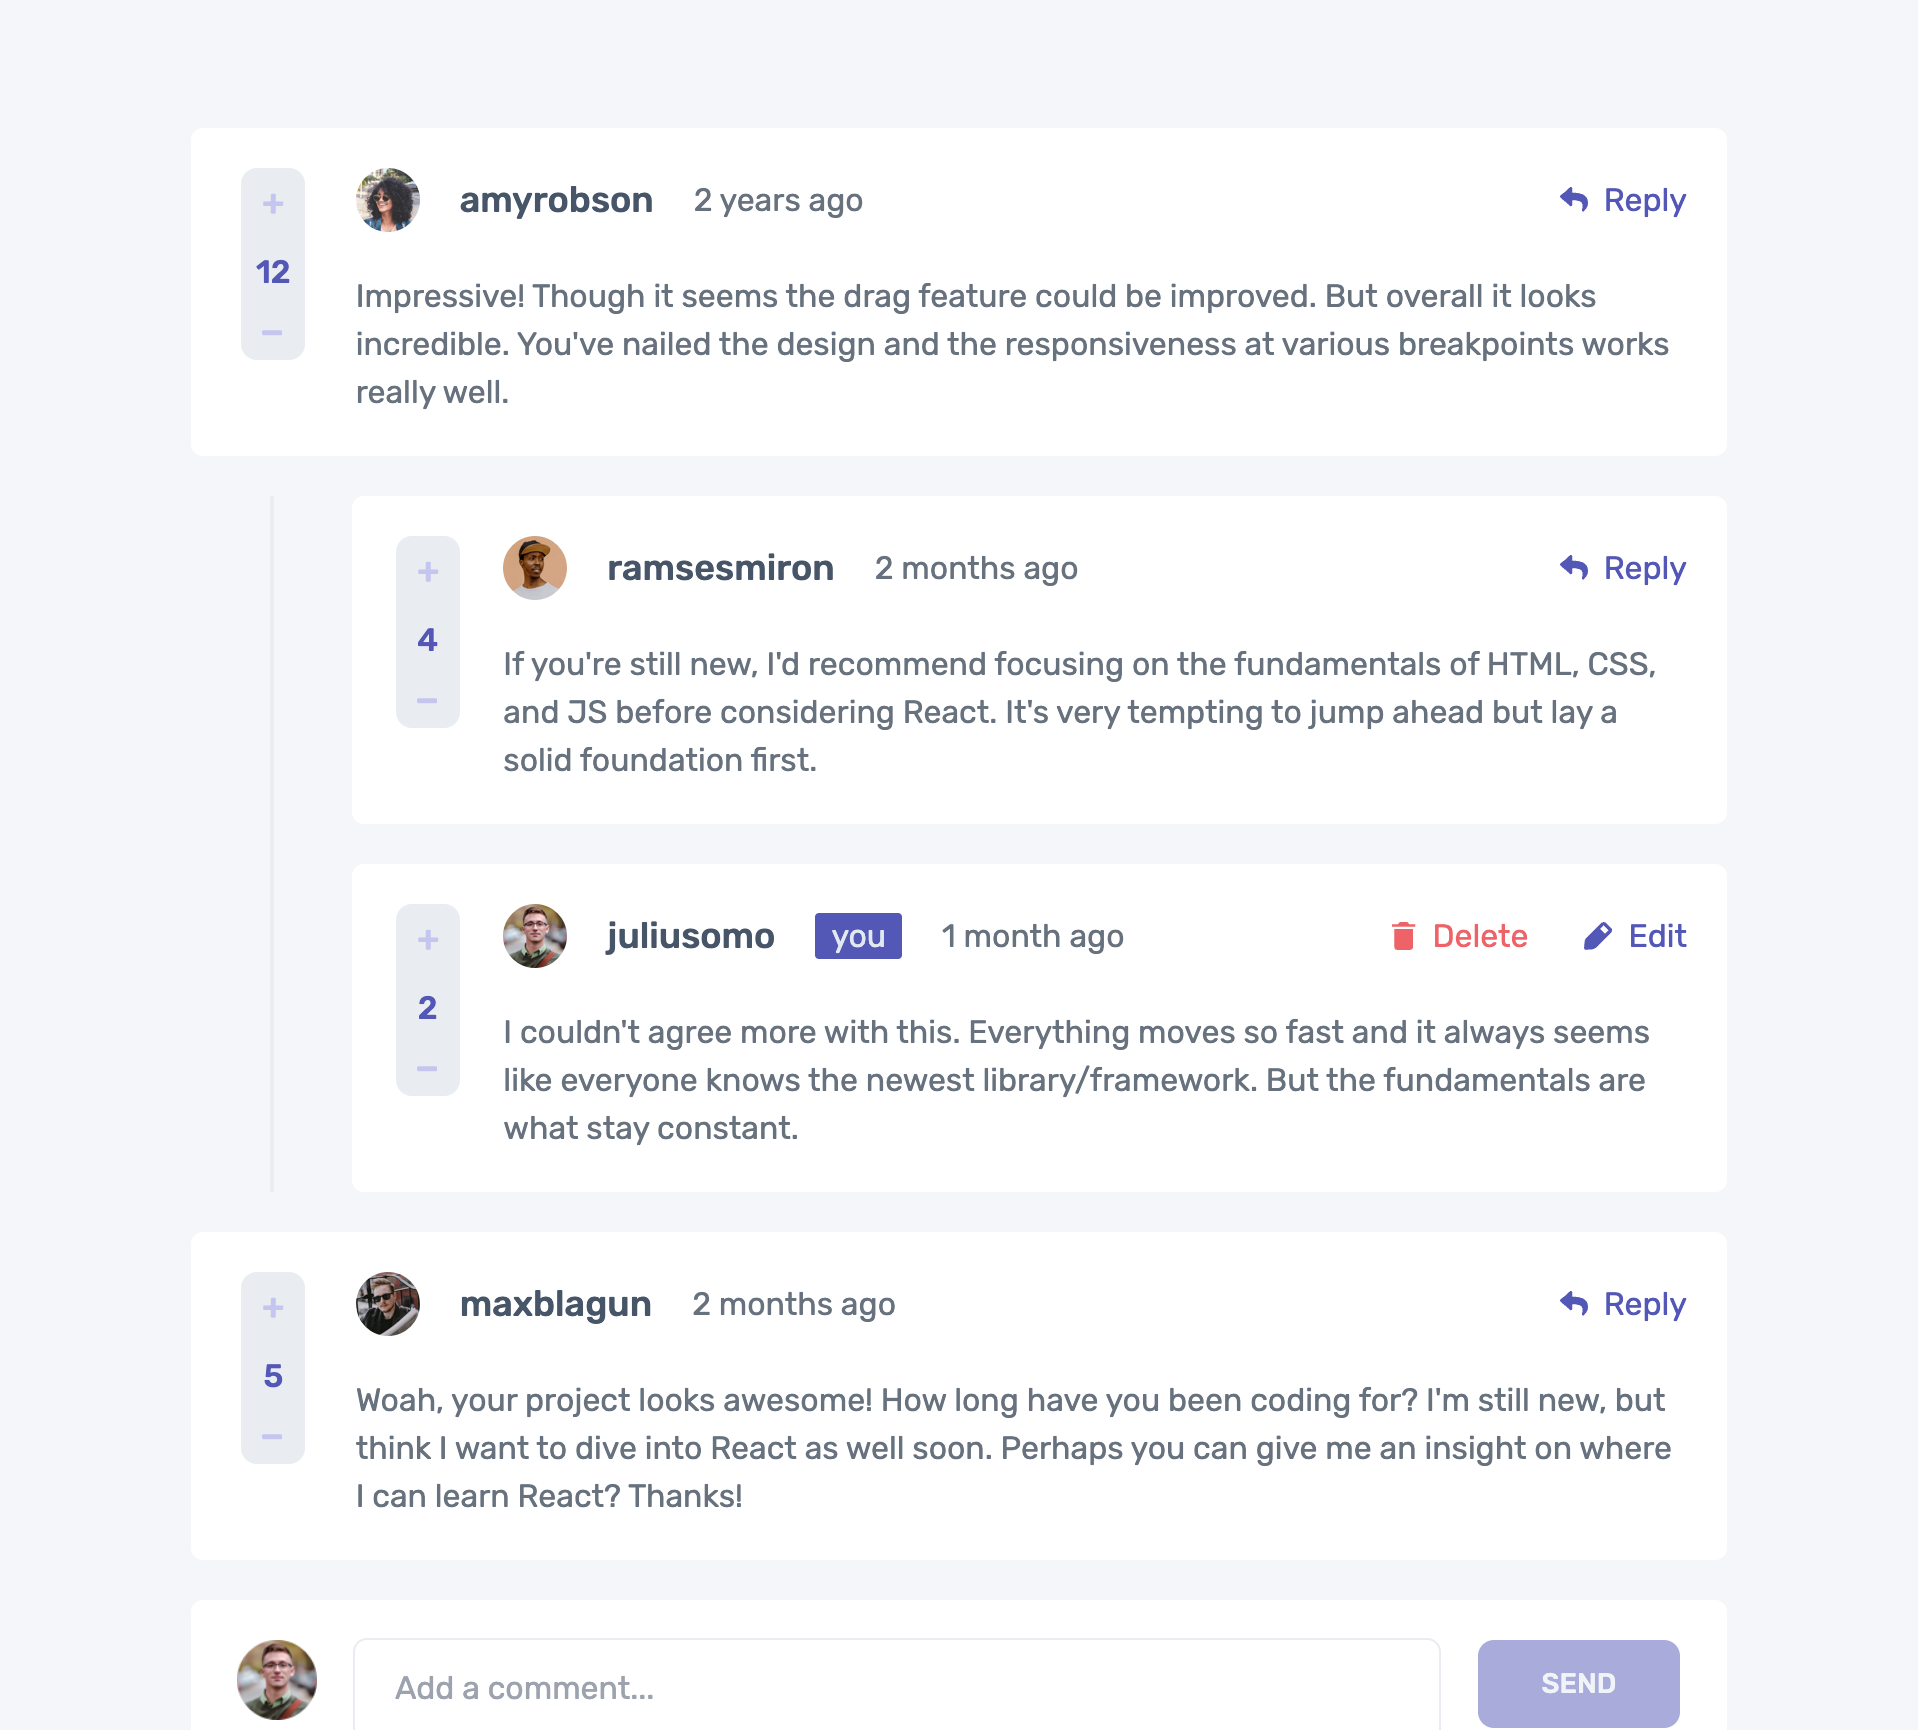 +
12
−
amyrobson 2 years ago Reply
Impressive! Though it seems the drag feature could be improved. But overall it looks
incredible. You've nailed the design and the responsiveness at various breakpoints works
really well.
+
4
−
ramsesmiron 2 months ago Reply
If you're still new, I'd recommend focusing on the fundamentals of HTML, CSS,
and JS before considering React. It's very tempting to jump ahead but lay a
solid foundation first.
+
2
−
juliusomo you 1 month ago Delete Edit
I couldn't agree more with this. Everything moves so fast and it always seems
like everyone knows the newest library/framework. But the fundamentals are
what stay constant.
+
5
−
maxblagun 2 months ago Reply
Woah, your project looks awesome! How long have you been coding for? I'm still new, but
think I want to dive into React as well soon. Perhaps you can give me an insight on where
I can learn React? Thanks!
Add a comment... SEND